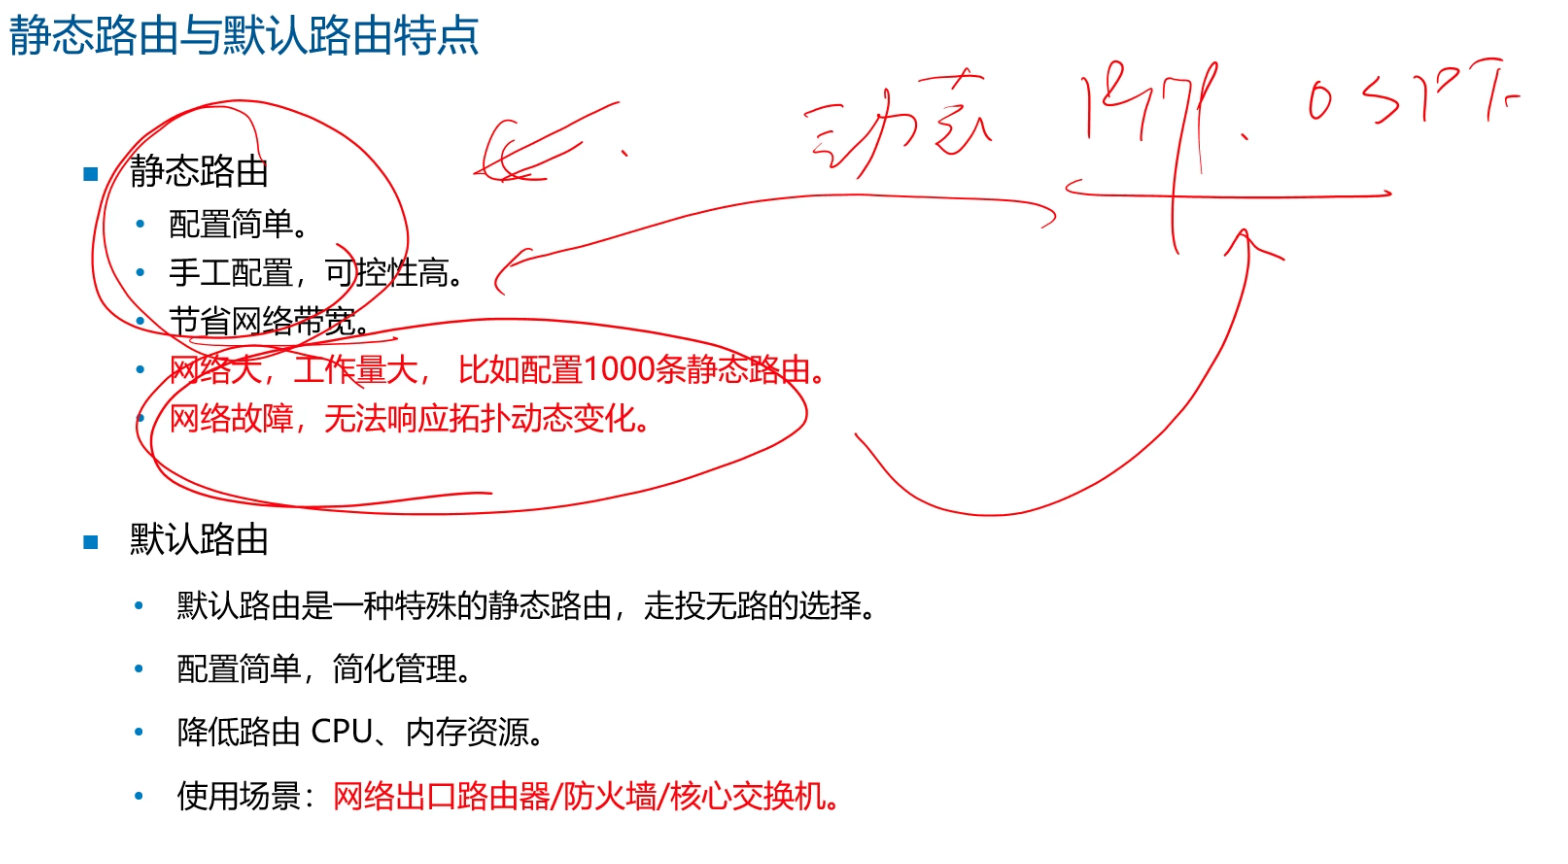 静态路由与默认路由特点
动态 OSPF
静态路由
配置简单。
手工配置，可控性高。
节省网络带宽。
网络大，工作量大， 比如配置1000条静态路由。
网络故障，无法响应拓扑动态变化。
默认路由
默认路由是一种特殊的静态路由，走投无路的选择。
配置简单，简化管理。
降低路由 CPU、内存资源。
使用场景：网络出口路由器/防火墙/核心交换机。